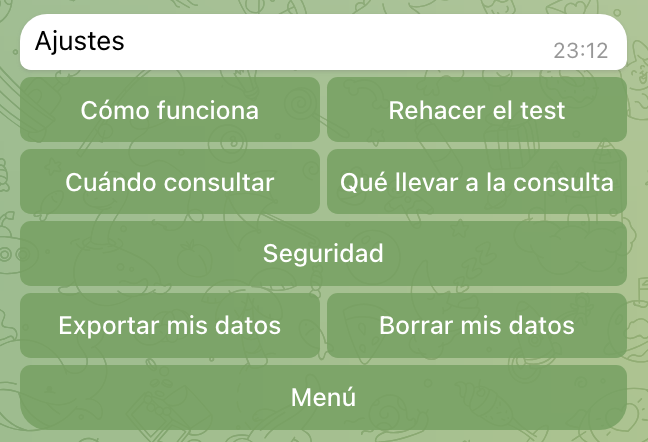 Ajustes
23:12
Cómo funciona
Rehacer el test
Cuándo consultar
Qué llevar a la consulta
Seguridad
Exportar mis datos
Borrar mis datos
Menú